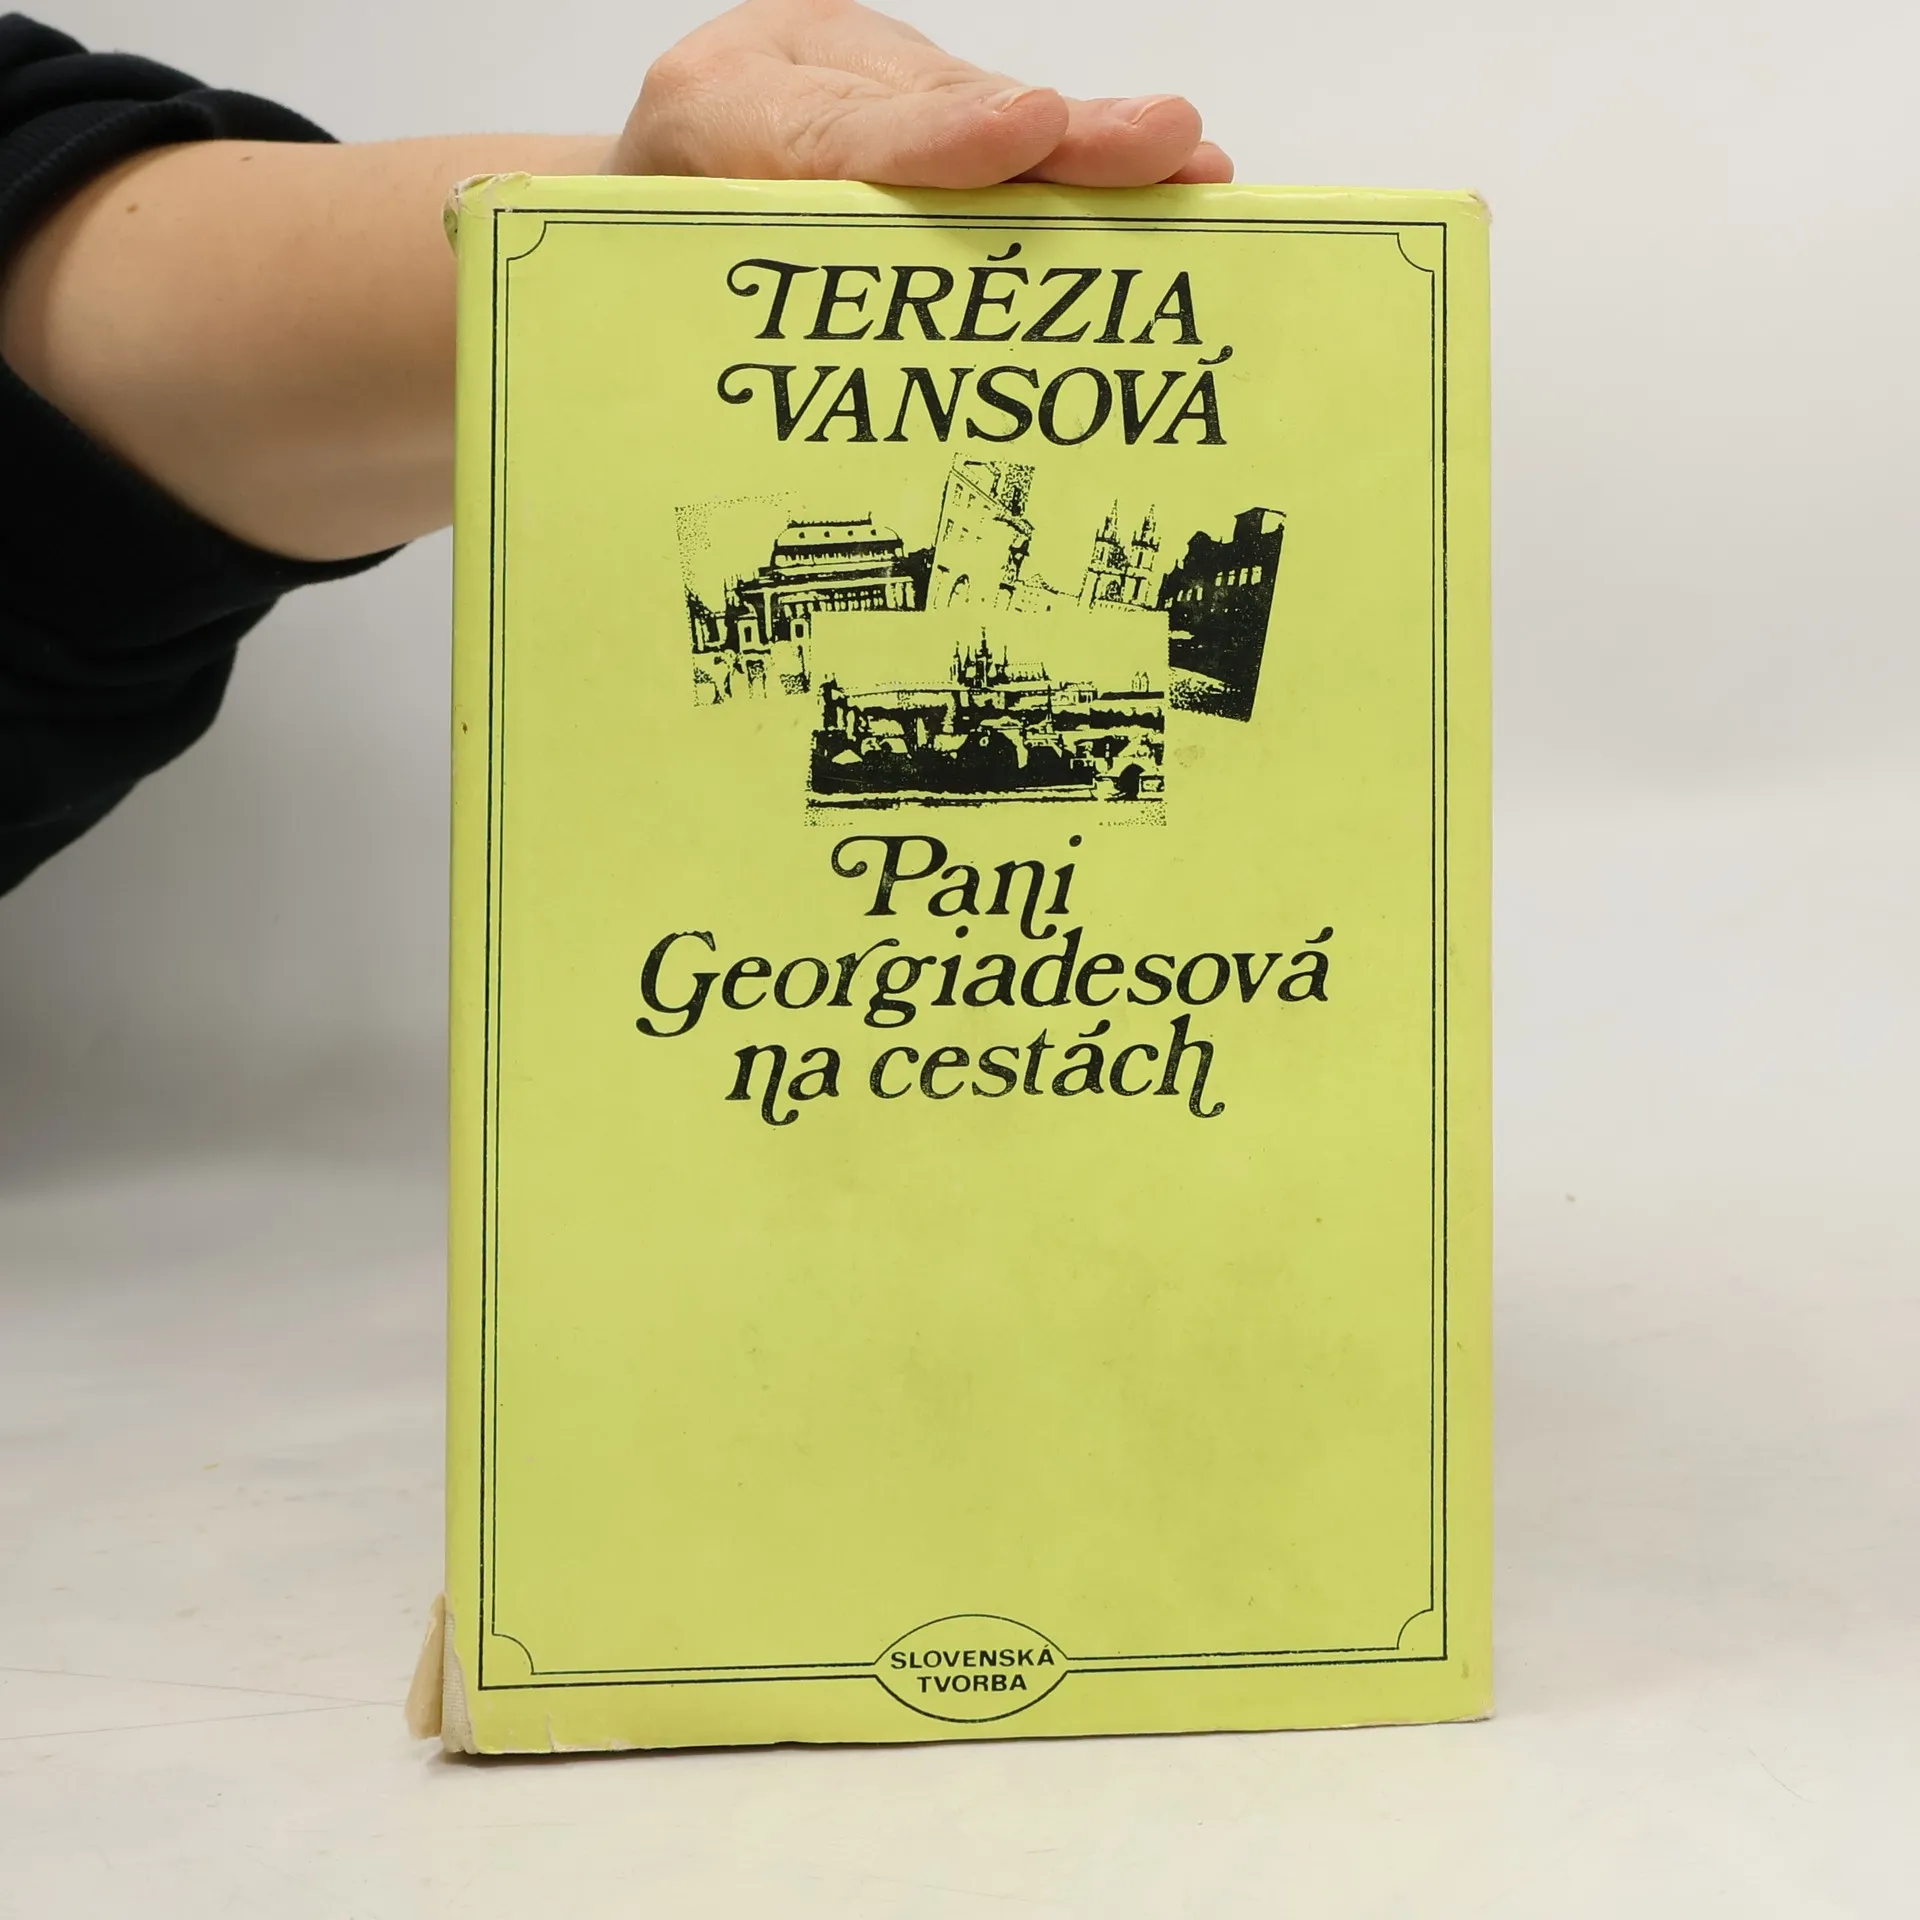 TERÉZIA
VANSOVÁ
Pani
Georgiadesová
na cestách
SLOVENSKÁ
TVORBA